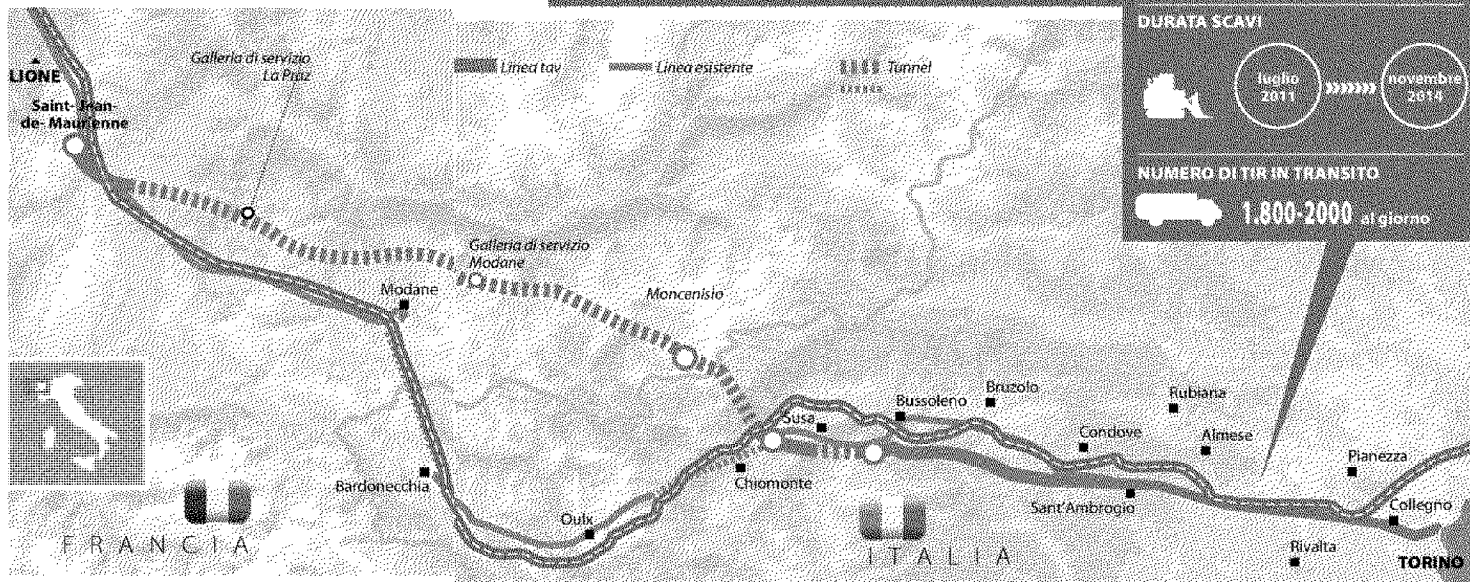 LIONE
Saint-Jean-
de-Maurienne
Galleria di servizio
La Praz
Linea tav
Linea esistente
Tunnel
DURATA SCAVI
luglio
2011
novembre
2014
NUMERO DI TIR IN TRANSITO
1.800-2000 al giorno
Galleria di servizio
Modane
Modane
Moncenisio
Susa
Bussoleno
Bruzolo
Rubiana
Condove
Almese
Pianezza
Bardonecchia
Chiomonte
Sant'Ambrogio
Collegno
Oulx
Rivalta
TORINO
FRANCIA
ITALIA